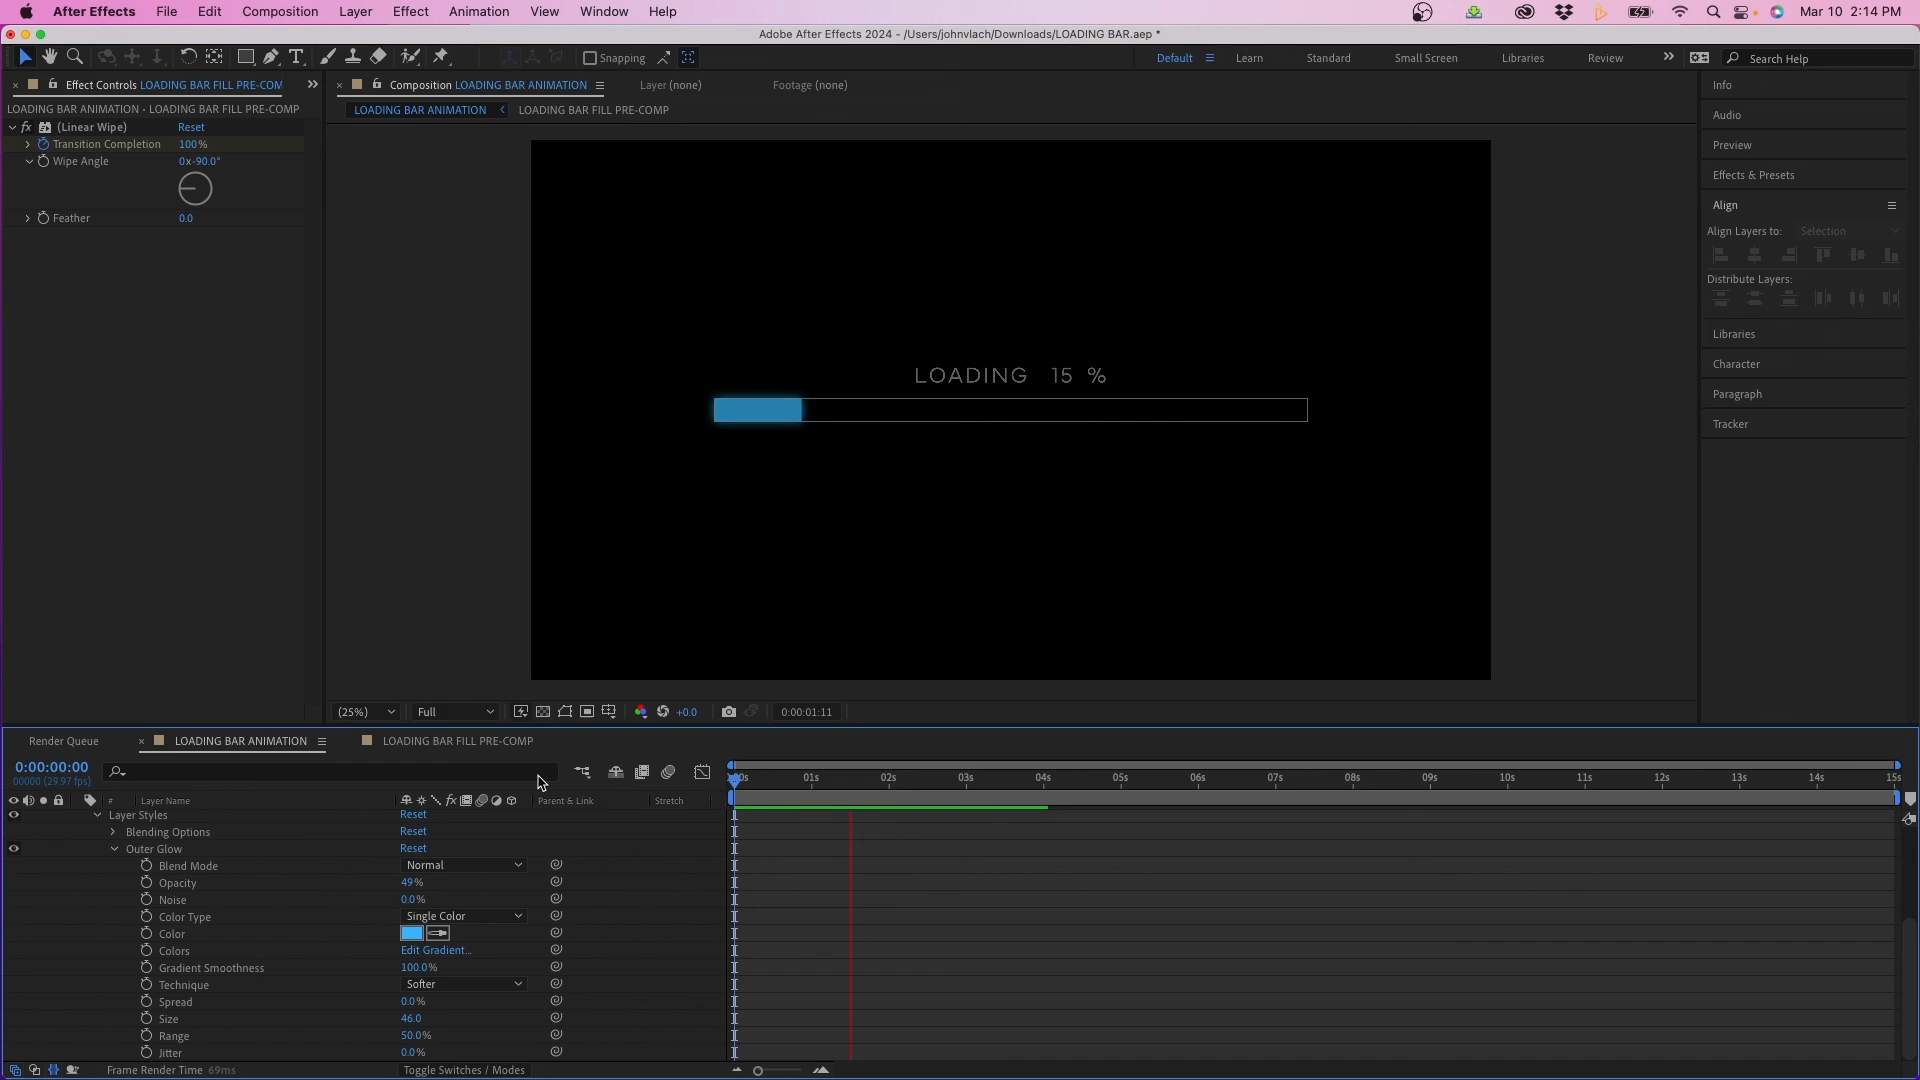 After Effects File Edit Composition Layer Effect Animation View Window Help Mar 10 2:14 PM
Adobe After Effects 2024 - /Users/johnvlach/Downloads/LOADING BAR.aep *
Snapping Default Learn Standard Small Screen Libraries Review Search Help
Effect Controls LOADING BAR FILL PRE-COM
Composition LOADING BAR ANIMATION Layer (none) Footage (none)
LOADING BAR ANIMATION • LOADING BAR FILL PRE-COMP
LOADING BAR ANIMATION LOADING BAR FILL PRE-COMP
fx (Linear Wipe) Reset
Transition Completion 100%
Wipe Angle 0x-90.0°
Feather 0.0
LOADING 15 %
Info
Audio
Preview
Effects & Presets
Align
Align Layers to: Selection
Distribute Layers:
Libraries
Character
Paragraph
Tracker
(25%) Full +0.0 0:00:01:11
Render Queue LOADING BAR ANIMATION LOADING BAR FILL PRE-COMP
0:00:00:00
00000 (29.97 fps)
:00s 01s 02s 03s 04s 05s 06s 07s 08s 09s 10s 11s 12s 13s 14s 15s
# Layer Name fx Parent & Link Stretch
Layer Styles Reset
Blending Options Reset
Outer Glow Reset
Blend Mode Normal
Opacity 49%
Noise 0.0%
Color Type Single Color
Color
Colors Edit Gradient...
Gradient Smoothness 100.0%
Technique Softer
Spread 0.0%
Size 46.0
Range 50.0%
Jitter 0.0%
Frame Render Time 69ms Toggle Switches / Modes